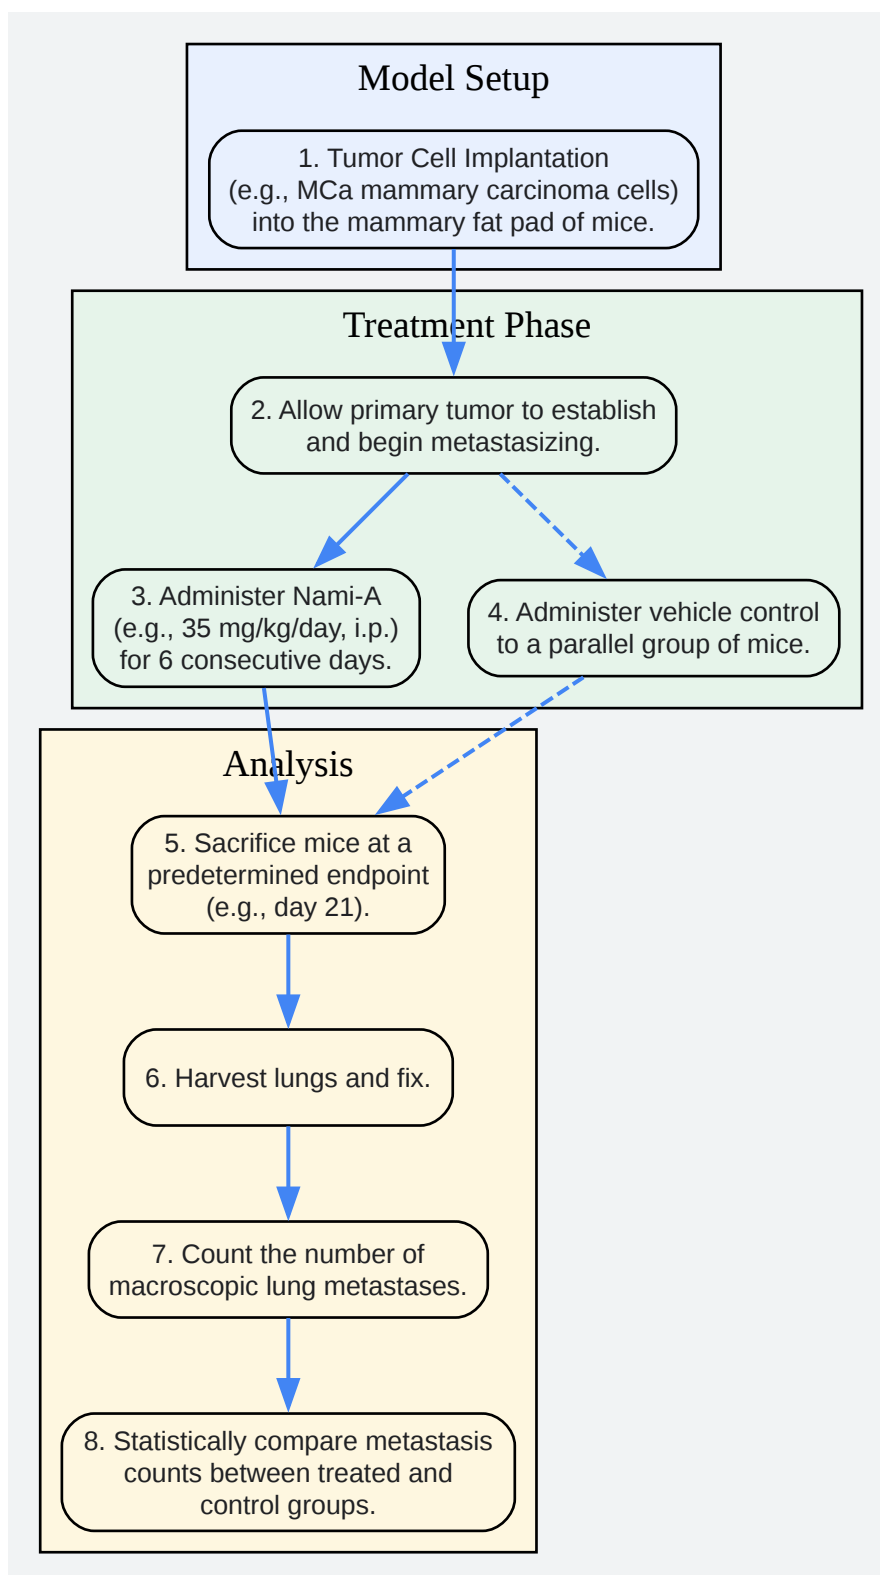 Model Setup
1. Tumor Cell Implantation
(e.g., MCa mammary carcinoma cells)
into the mammary fat pad of mice.
Treatment Phase
2. Allow primary tumor to establish
and begin metastasizing.
3. Administer Nami-A
(e.g., 35 mg/kg/day, i.p.)
for 6 consecutive days.
4. Administer vehicle control
to a parallel group of mice.
Analysis
5. Sacrifice mice at a
predetermined endpoint
(e.g., day 21).
6. Harvest lungs and fix.
7. Count the number of
macroscopic lung metastases.
8. Statistically compare metastasis
counts between treated and
control groups.